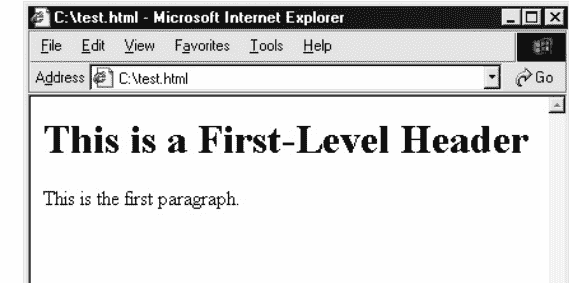 C:\test.html - Microsoft Internet Explorer
File Edit View Favorites Tools Help
Address C:\test.html Go
This is a First-Level Header
This is the first paragraph.